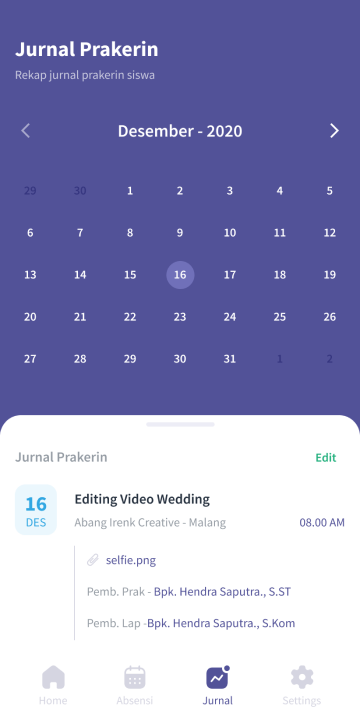 Jurnal Prakerin
Rekap jurnal prakerin siswa
Desember - 2020
29 30 1 2 3 4 5
6 7 8 9 10 11 12
13 14 15 16 17 18 19
20 21 22 23 24 25 26
27 28 29 30 31 1 2
Jurnal Prakerin Edit
16 Editing Video Wedding
DES Abang Irenk Creative - Malang 08.00 AM
selfie.png
Pemb. Prak - Bpk. Hendra Saputra., S.ST
Pemb. Lap -Bpk. Hendra Saputra., S.Kom
Home Absensi Jurnal Settings